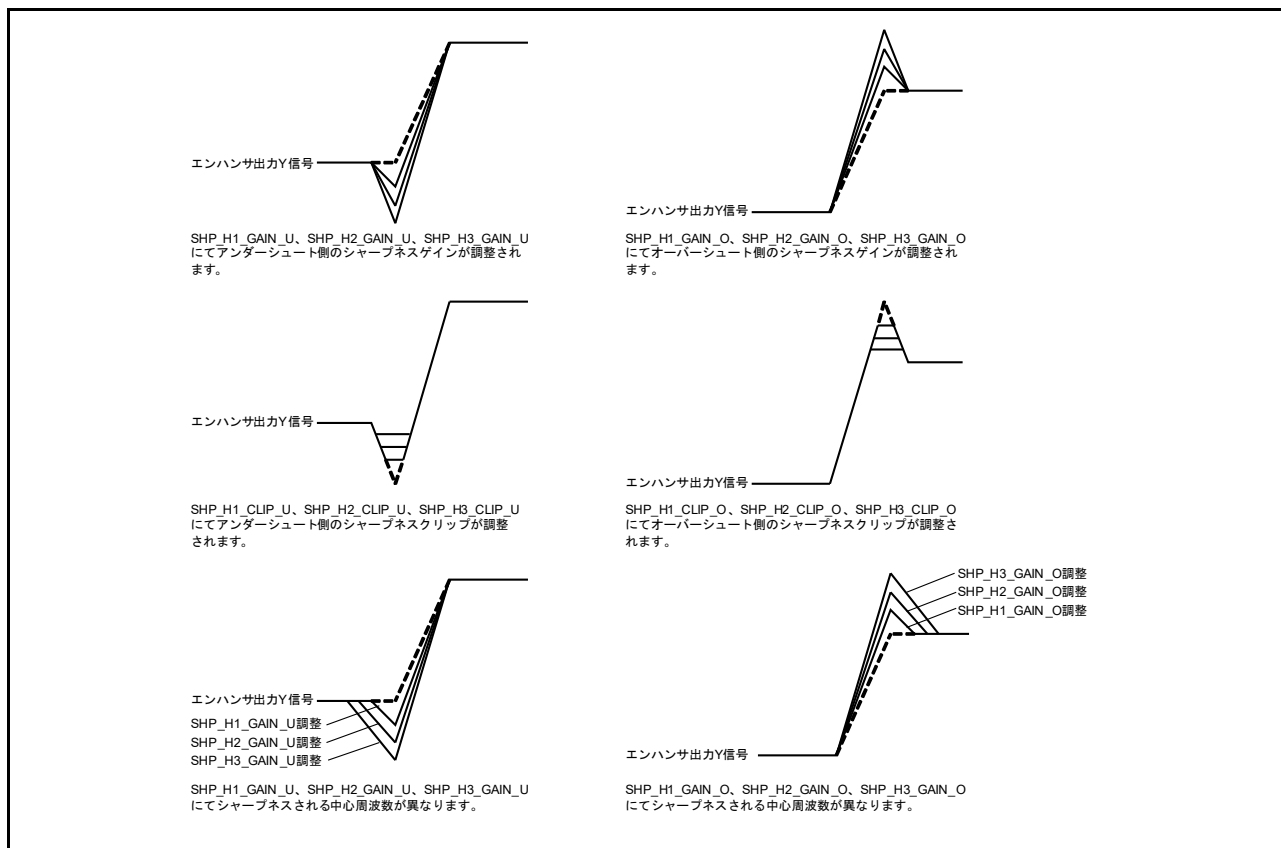 エンハンサ出力Y信号
SHP_H1_GAIN_U、SHP_H2_GAIN_U、SHP_H3_GAIN_U
にてアンダーシュート側のシャープネスゲインが調整され
ます。
エンハンサ出力Y信号
SHP_H1_GAIN_O、SHP_H2_GAIN_O、SHP_H3_GAIN_O
にてオーバーシュート側のシャープネスゲインが調整され
ます。
エンハンサ出力Y信号
SHP_H1_CLIP_U、SHP_H2_CLIP_U、SHP_H3_CLIP_U
にてアンダーシュート側のシャープネスクリップが調整
されます。
エンハンサ出力Y信号
SHP_H1_CLIP_O、SHP_H2_CLIP_O、SHP_H3_CLIP_O
にてオーバーシュート側のシャープネスクリップが調整さ
れます。
エンハンサ出力Y信号
SHP_H1_GAIN_U調整
SHP_H2_GAIN_U調整
SHP_H3_GAIN_U調整
SHP_H1_GAIN_U、SHP_H2_GAIN_U、SHP_H3_GAIN_U
にてシャープネスされる中心周波数が異なります。
SHP_H3_GAIN_O調整
SHP_H2_GAIN_O調整
SHP_H1_GAIN_O調整
エンハンサ出力Y信号
SHP_H1_GAIN_O、SHP_H2_GAIN_O、SHP_H3_GAIN_O
にてシャープネスされる中心周波数が異なります。